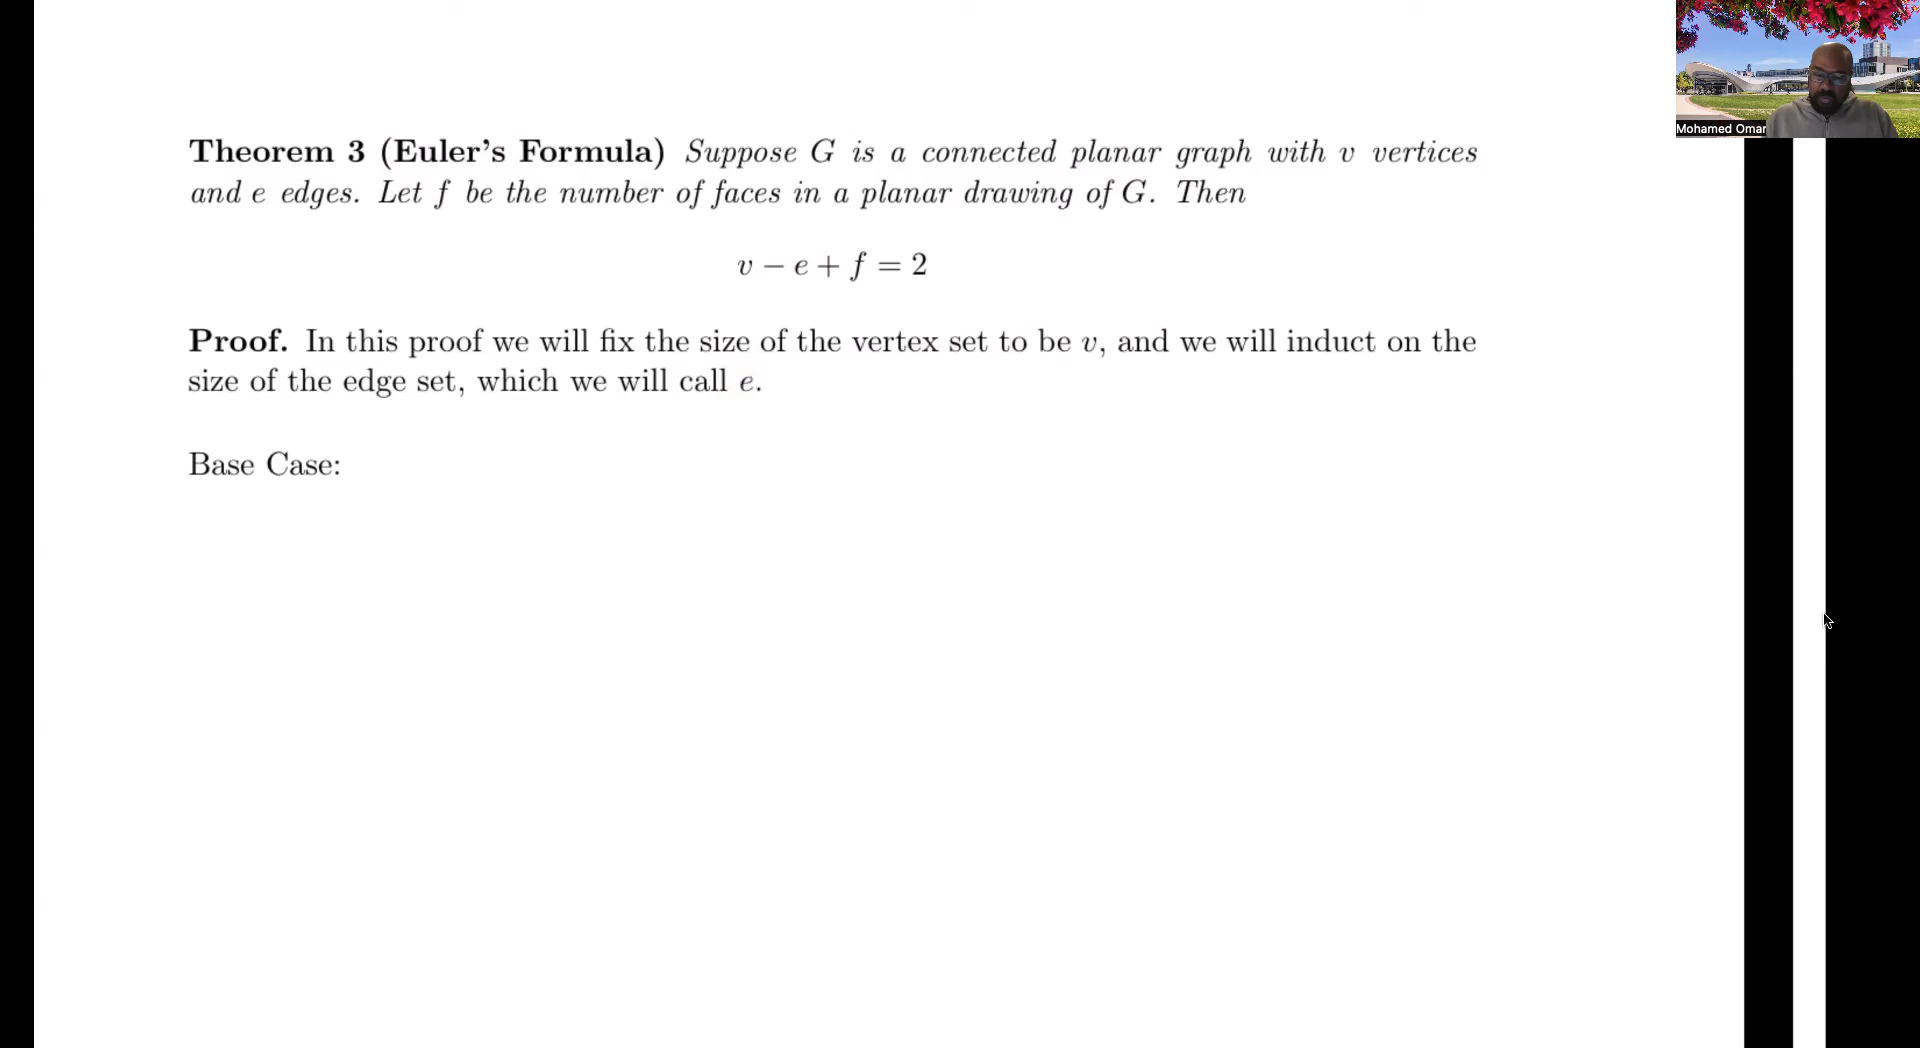 Theorem 3 (Euler's Formula) Suppose G is a connected planar graph with v vertices
and e edges. Let f be the number of faces in a planar drawing of G. Then
v − e + f = 2
Proof. In this proof we will fix the size of the vertex set to be v, and we will induct on the
size of the edge set, which we will call e.
Base Case:
Mohamed Omar